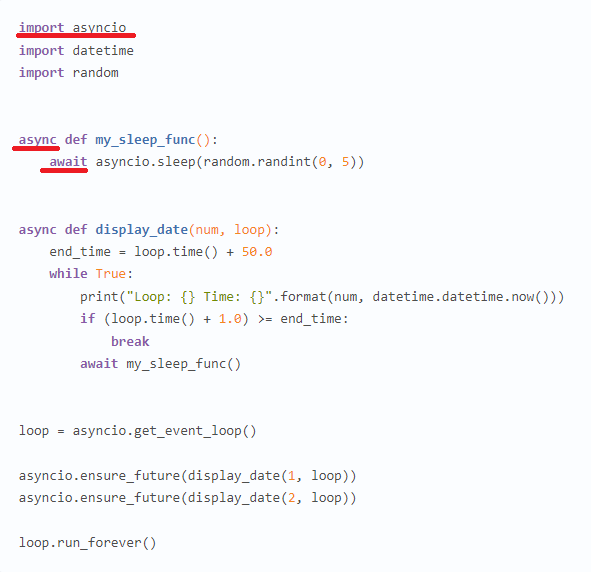 import asyncio
import datetime
import random
async def my_sleep_func():
    await asyncio.sleep(random.randint(0, 5))
async def display_date(num, loop):
    end_time = loop.time() + 50.0
    while True:
        print("Loop: {} Time: {}".format(num, datetime.datetime.now()))
        if (loop.time() + 1.0) >= end_time:
            break
        await my_sleep_func()
loop = asyncio.get_event_loop()
asyncio.ensure_future(display_date(1, loop))
asyncio.ensure_future(display_date(2, loop))
loop.run_forever()